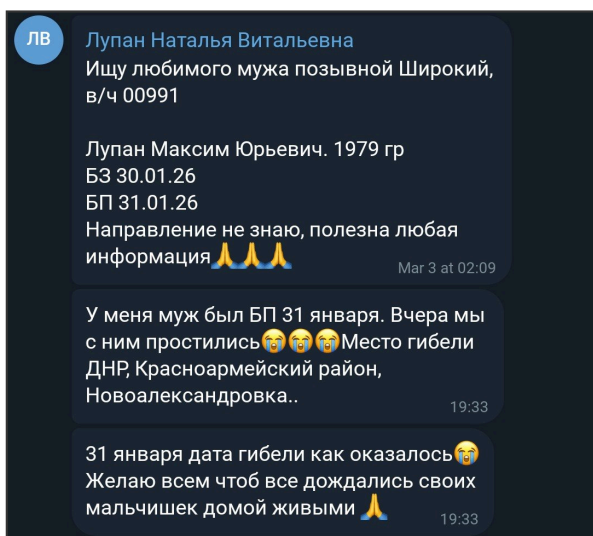 ЛВ
Лупан Наталья Витальевна
Ищу любимого мужа позывной Широкий,
в/ч 00991
Лупан Максим Юрьевич. 1979 гр
БЗ 30.01.26
БП 31.01.26
Направление не знаю, полезна любая
информация🙏🙏🙏
Mar 3 at 02:09
У меня муж был БП 31 января. Вчера мы
с ним простились😭😭😭Место гибели
ДНР, Красноармейский район,
Новоалександровка..
19:33
31 января дата гибели как оказалось😭
Желаю всем чтоб все дождались своих
мальчишек домой живыми 🙏
19:33